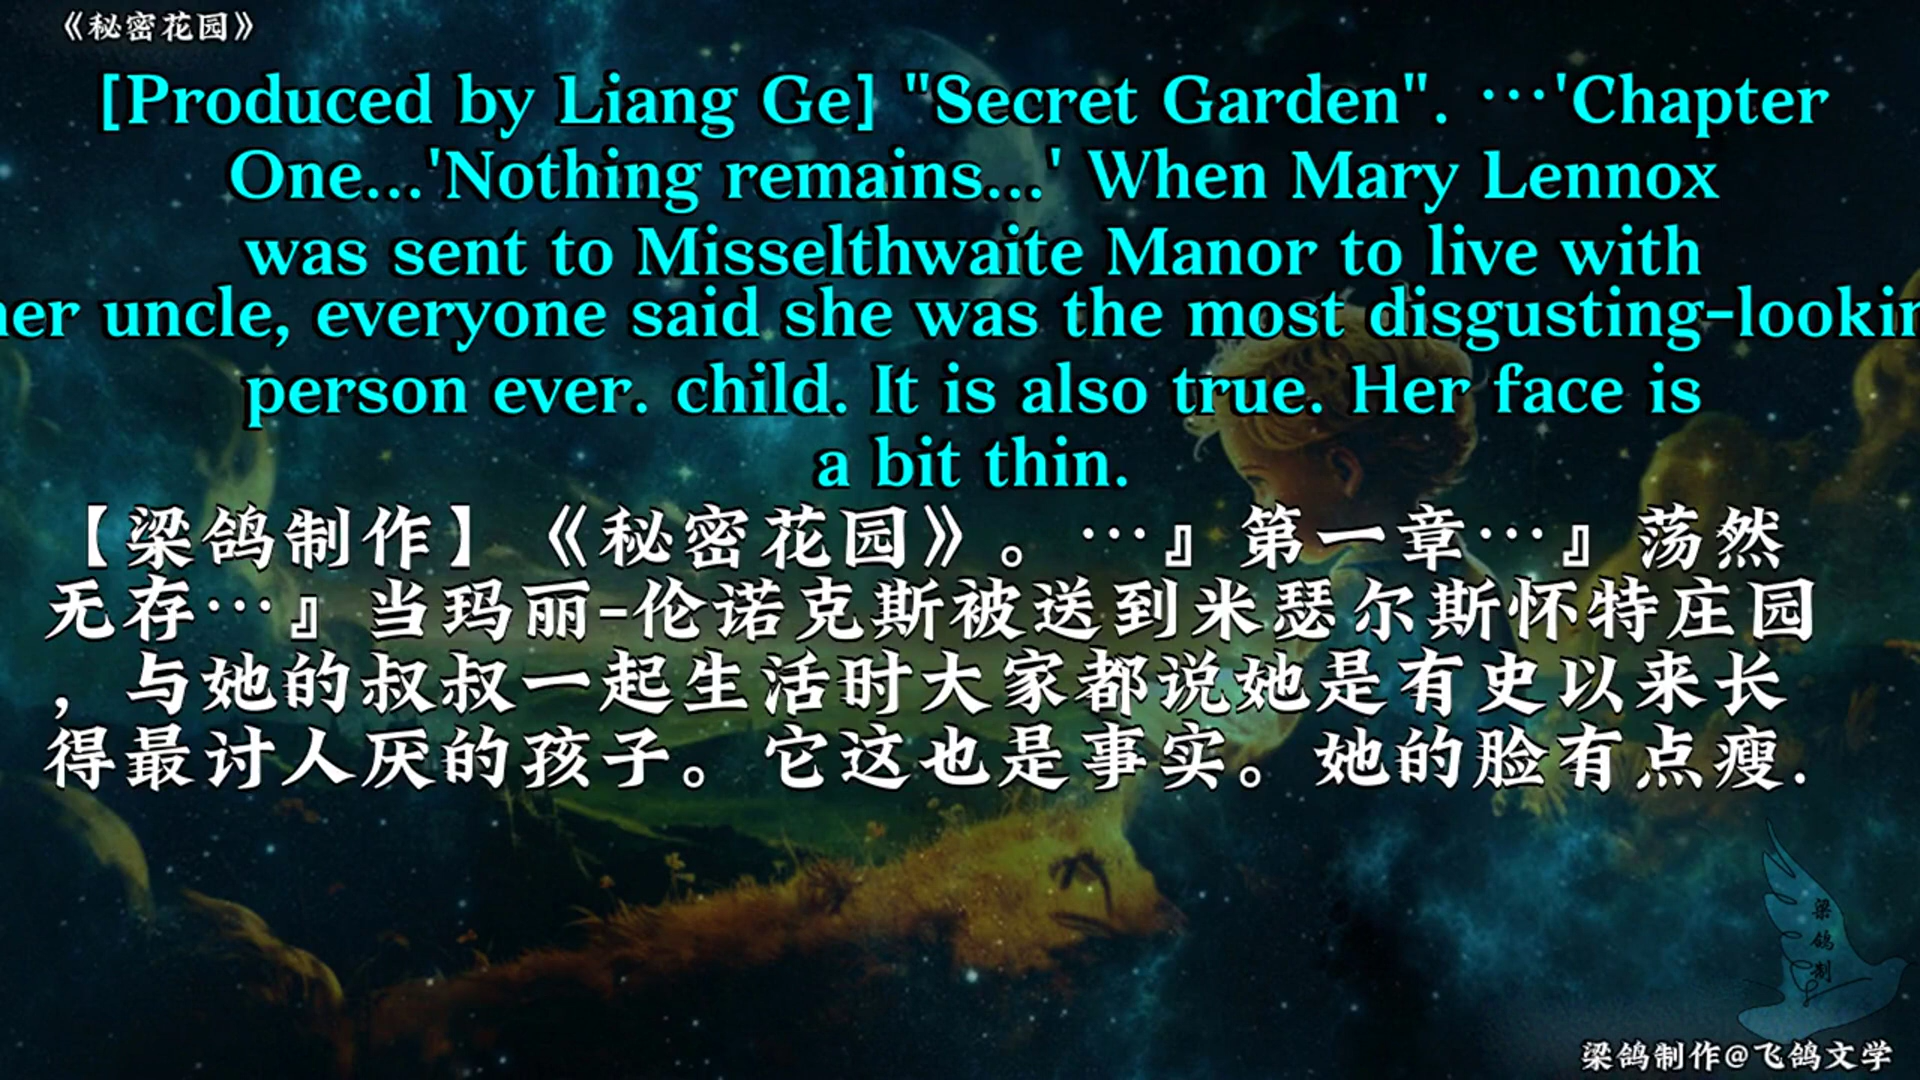 《秘密花园》
[Produced by Liang Ge] "Secret Garden". …'Chapter
One...'Nothing remains...' When Mary Lennox
was sent to Misselthwaite Manor to live with
her uncle, everyone said she was the most disgusting-lookin
person ever. child. It is also true. Her face is
a bit thin.
【梁鸽制作】《秘密花园》。…』第一章…』荡然
无存…』当玛丽-伦诺克斯被送到米瑟尔斯怀特庄园
，与她的叔叔一起生活时大家都说她是有史以来长
得最讨人厌的孩子。它这也是事实。她的脸有点瘦.
梁
鸽
制
梁鸽制作@飞鸽文学